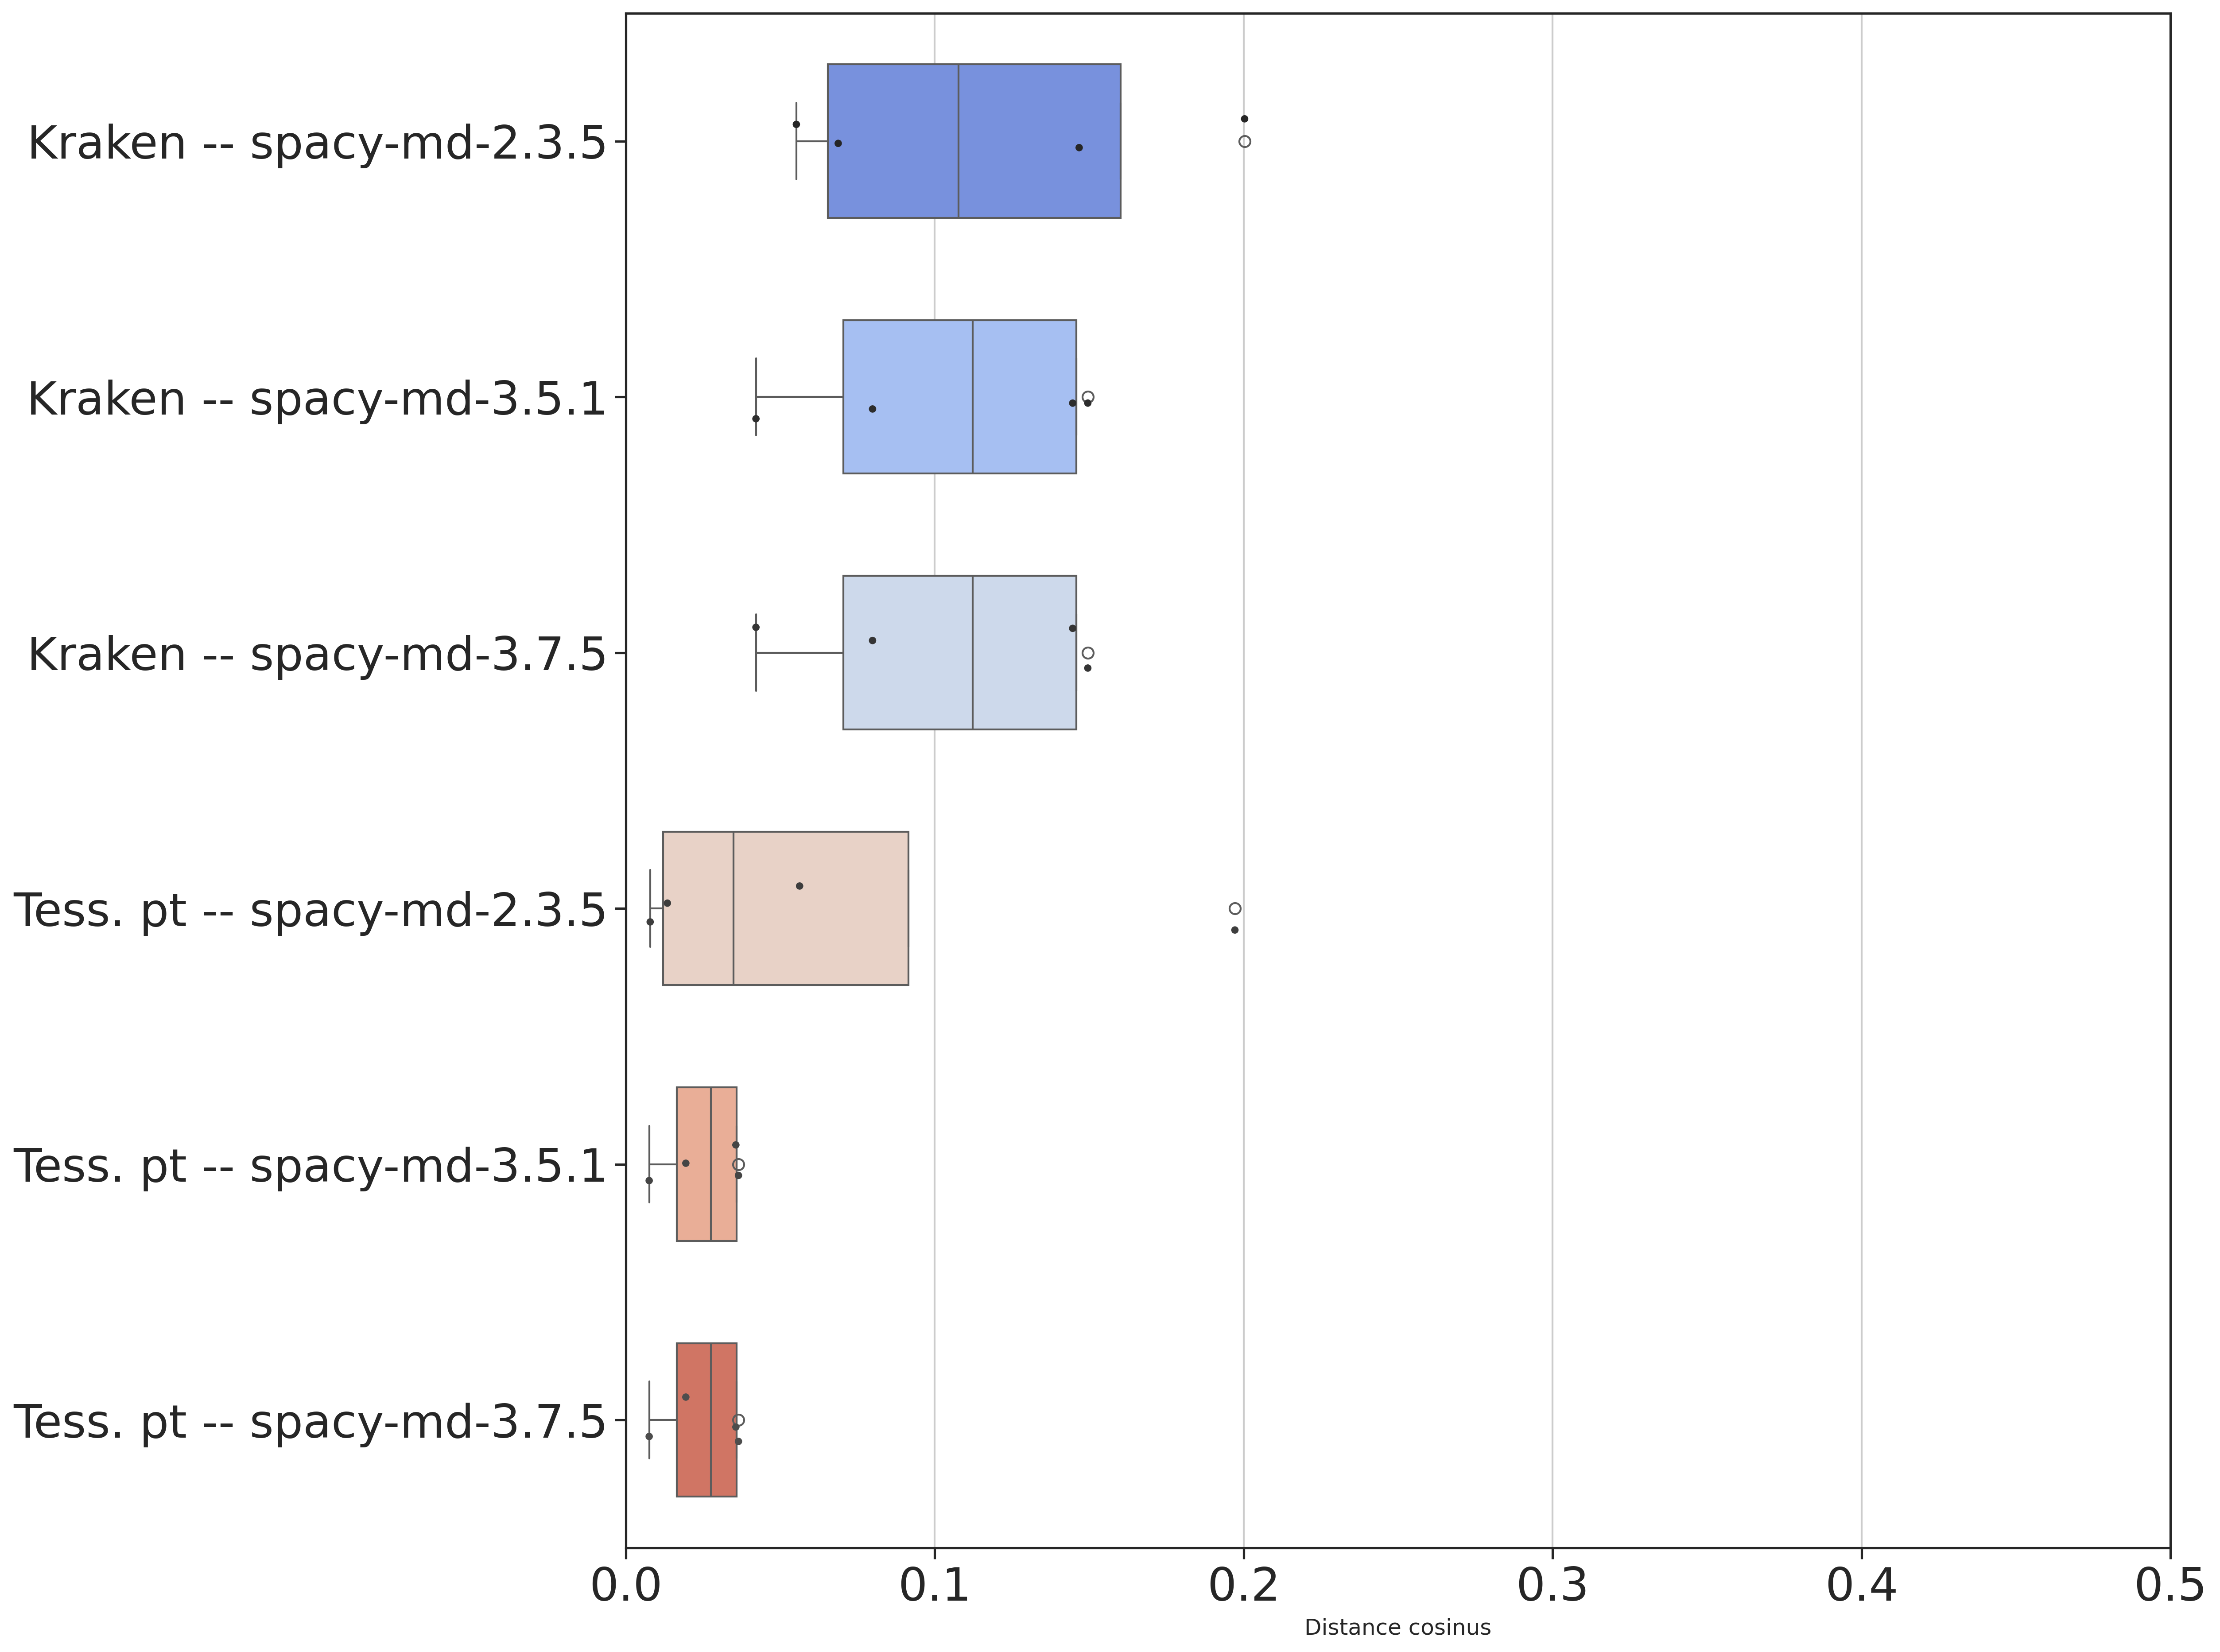 Kraken -- spacy-md-2.3.5
Kraken -- spacy-md-3.5.1
Kraken -- spacy-md-3.7.5
Tess. pt -- spacy-md-2.3.5
Tess. pt -- spacy-md-3.5.1
Tess. pt -- spacy-md-3.7.5
0.0 0.1 0.2 0.3 0.4 0.5
Distance cosinus